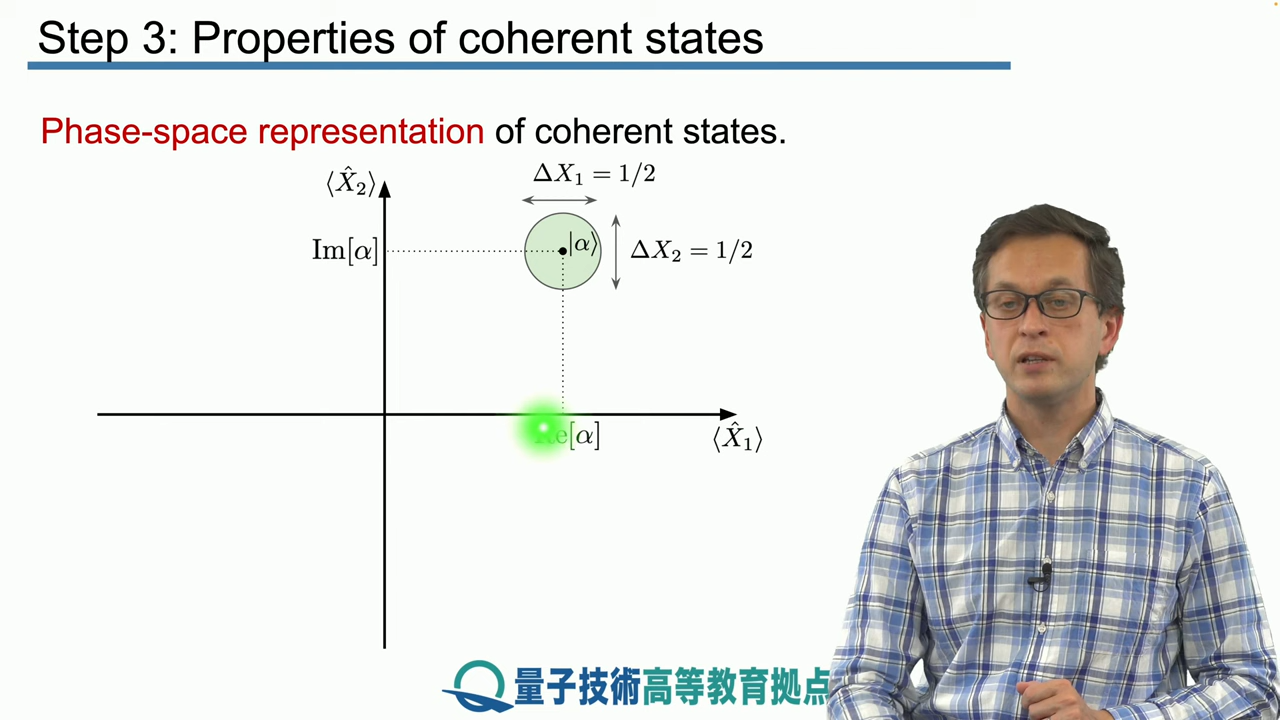 Step 3: Properties of coherent states
Phase-space representation of coherent states.
⟨X̂₂⟩
ΔX₁ = 1/2
Im[α]
|α⟩
ΔX₂ = 1/2
Re[α]
⟨X̂₁⟩
量子技術高等教育拠点